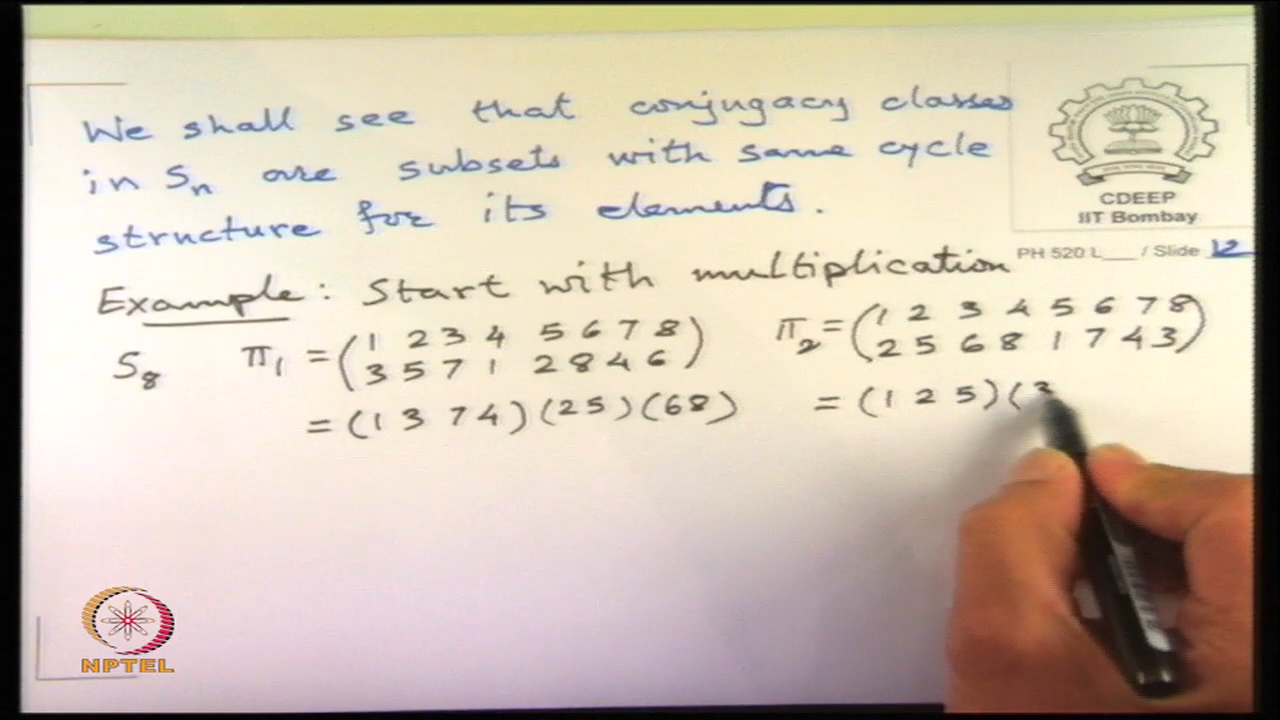 We shall see that conjugacy classes
in Sn are subsets with same cycle
structure for its elements.
CDEEP
IIT Bombay
PH 520 L___ / Slide 12
Example: Start with multiplication
S8 π1 = (1 2 3 4 5 6 7 8
3 5 7 1 2 8 4 6)
= (1 3 7 4) (2 5) (6 8)
π2 = (1 2 3 4 5 6 7 8
2 5 6 8 1 7 4 3)
= (1 2 5) (3
NPTEL